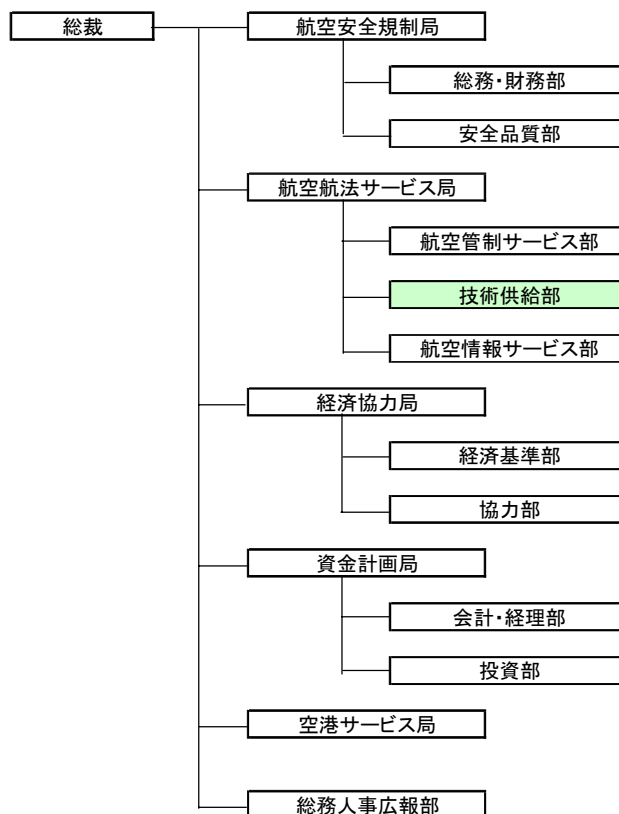 総裁
航空安全規制局
総務・財務部
安全品質部
航空航法サービス局
航空管制サービス部
技術供給部
航空情報サービス部
経済協力局
経済基準部
協力部
資金計画局
会計・経理部
投資部
空港サービス局
総務人事広報部